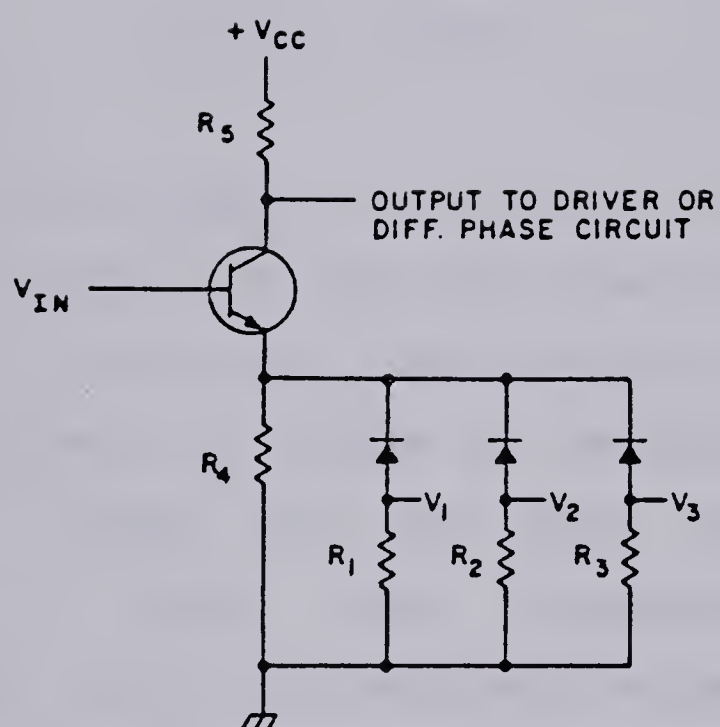 + VCC
R5
OUTPUT TO DRIVER OR
DIFF. PHASE CIRCUIT
VIN
R4
V1
V2
V3
R1
R2
R3